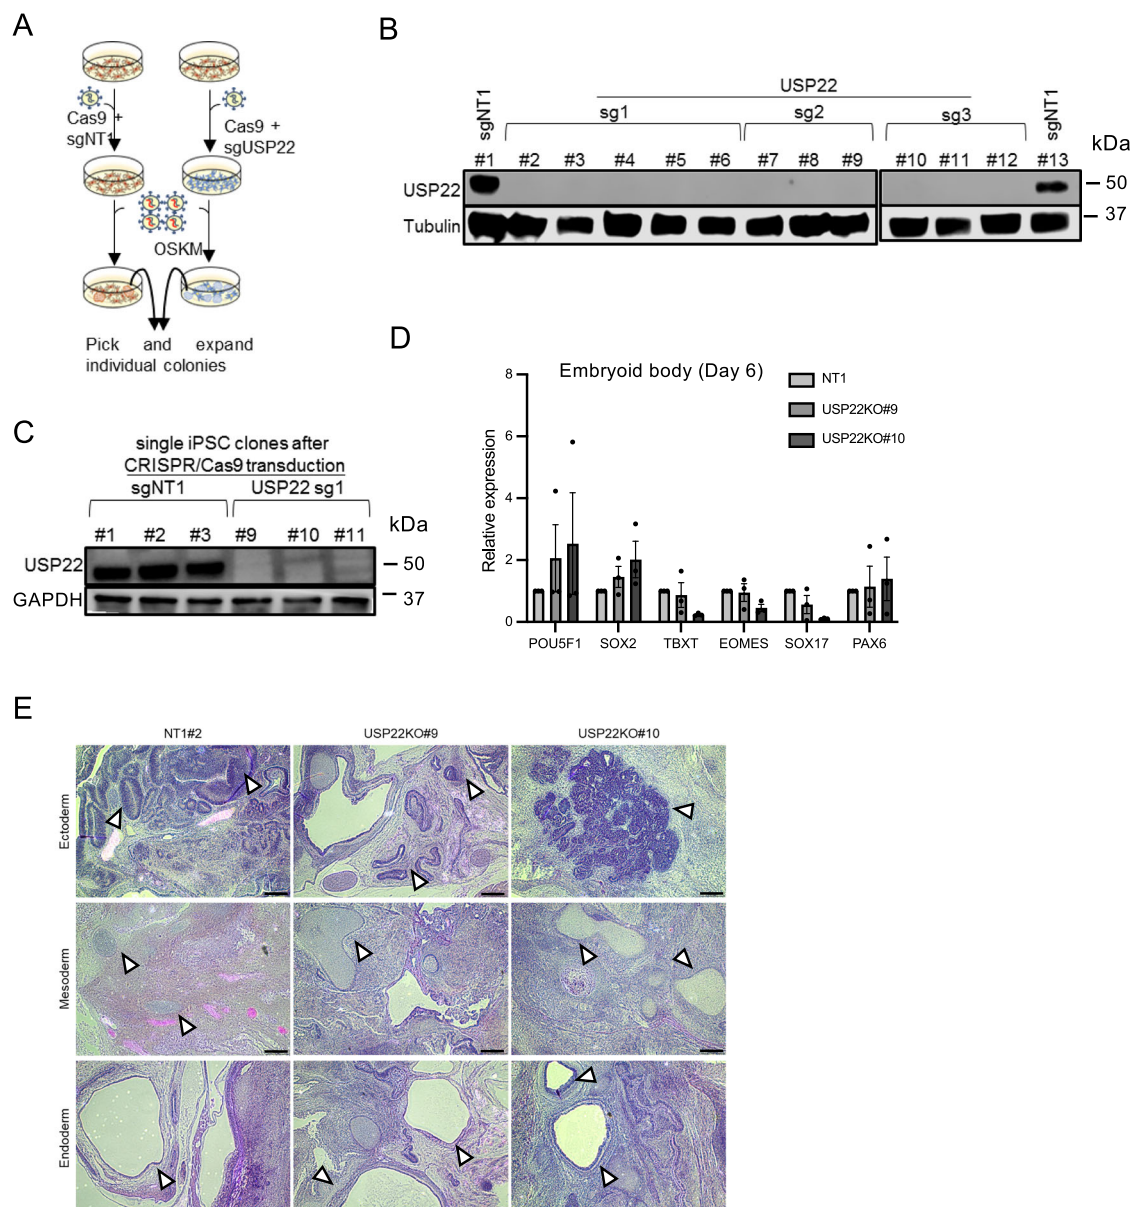 A
Cas9 +
sgNT1
Cas9 +
sgUSP22
OSKM
Pick and expand
individual colonies
B
USP22
sgNT1
sg1
sg2
sg3
sgNT1
kDa
#1 #2 #3 #4 #5 #6 #7 #8 #9 #10 #11 #12 #13
USP22
50
Tubulin
37
C
single iPSC clones after
CRISPR/Cas9 transduction
sgNT1 USP22 sg1
kDa
#1 #2 #3 #9 #10 #11
USP22
50
GAPDH
37
D
Embryoid body (Day 6)
NT1
USP22KO#9
USP22KO#10
Relative expression
8
6
4
2
0
POU5F1 SOX2 TBXT EOMES SOX17 PAX6
E
NT1#2 USP22KO#9 USP22KO#10
Ectoderm
Mesoderm
Endoderm